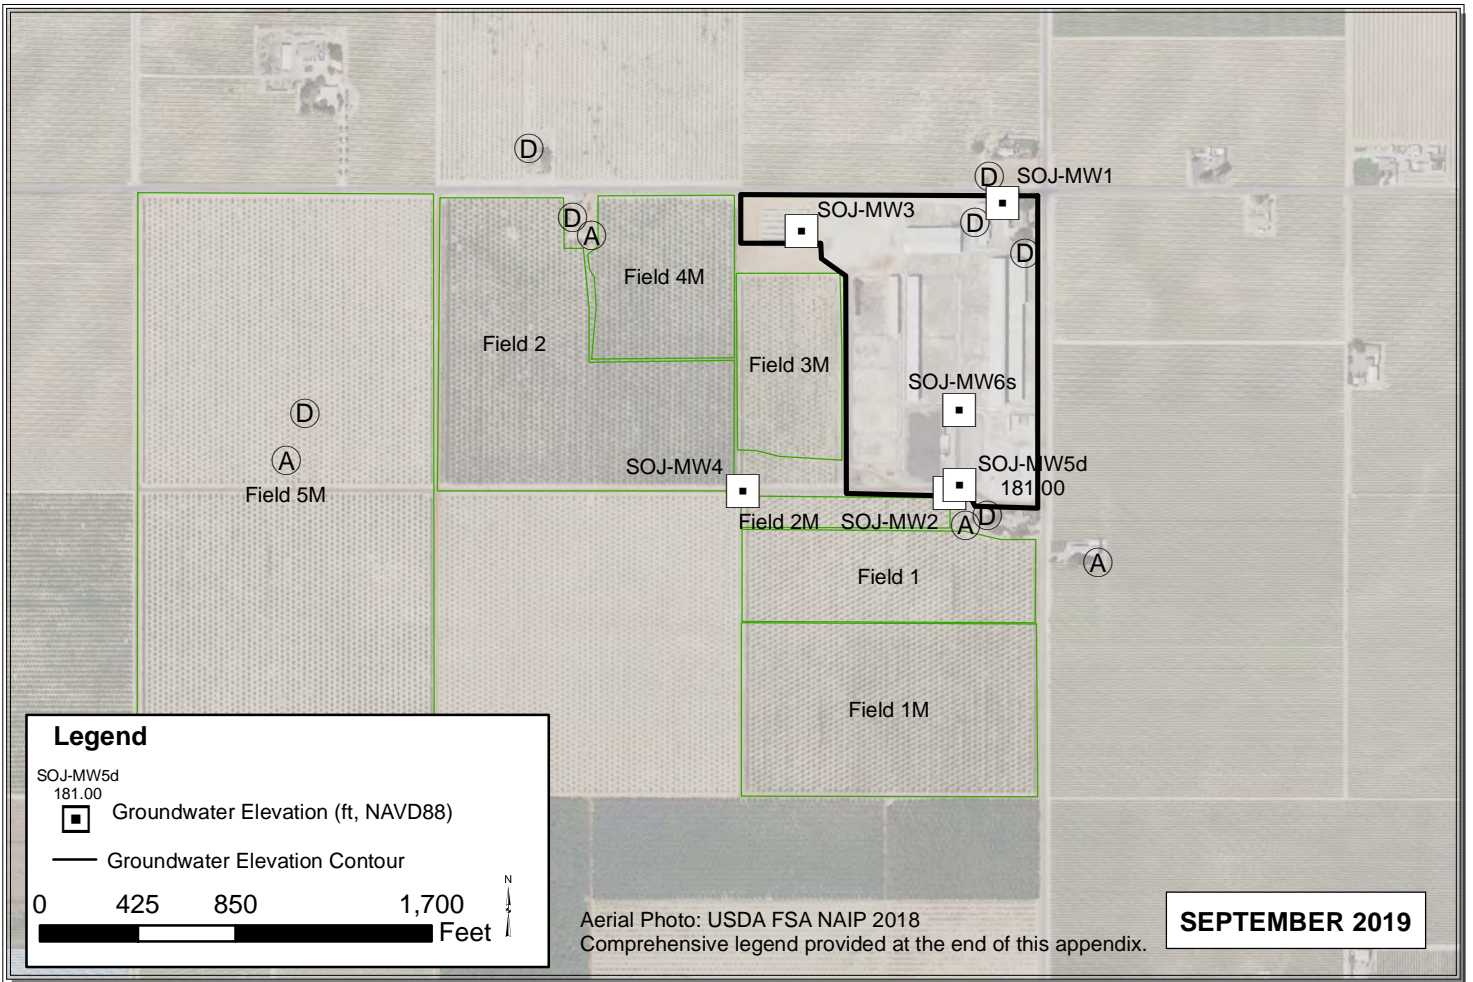 D
D SOJ-MW1
SOJ-MW3
D
D
A
D
Field 4M
Field 2
Field 3M
SOJ-MW6s
D
A
Field 5M
SOJ-MW4
SOJ-MW5d
181.00
Field 2M
SOJ-MW2
A
D
A
Field 1
Field 1M
Legend
SOJ-MW5d
181.00
Groundwater Elevation (ft, NAVD88)
Groundwater Elevation Contour
0 425 850 1,700
Feet
N
Aerial Photo: USDA FSA NAIP 2018
Comprehensive legend provided at the end of this appendix.
SEPTEMBER 2019